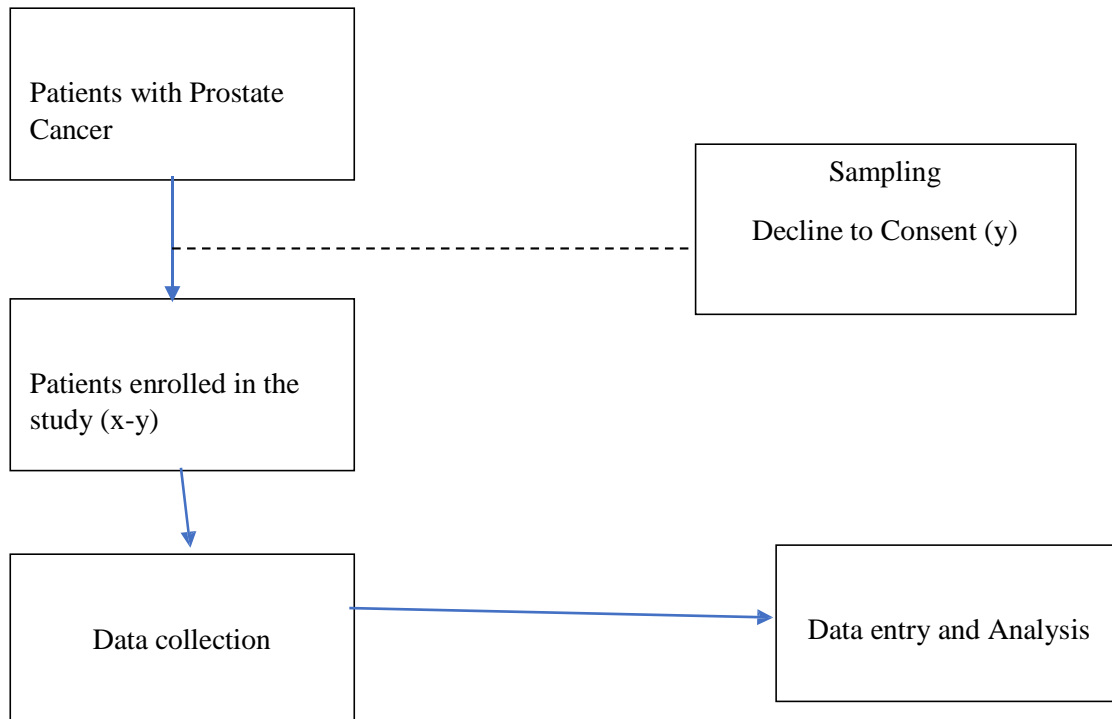 Patients with Prostate
Cancer
Sampling
Decline to Consent (y)
Patients enrolled in the
study (x-y)
Data collection
Data entry and Analysis